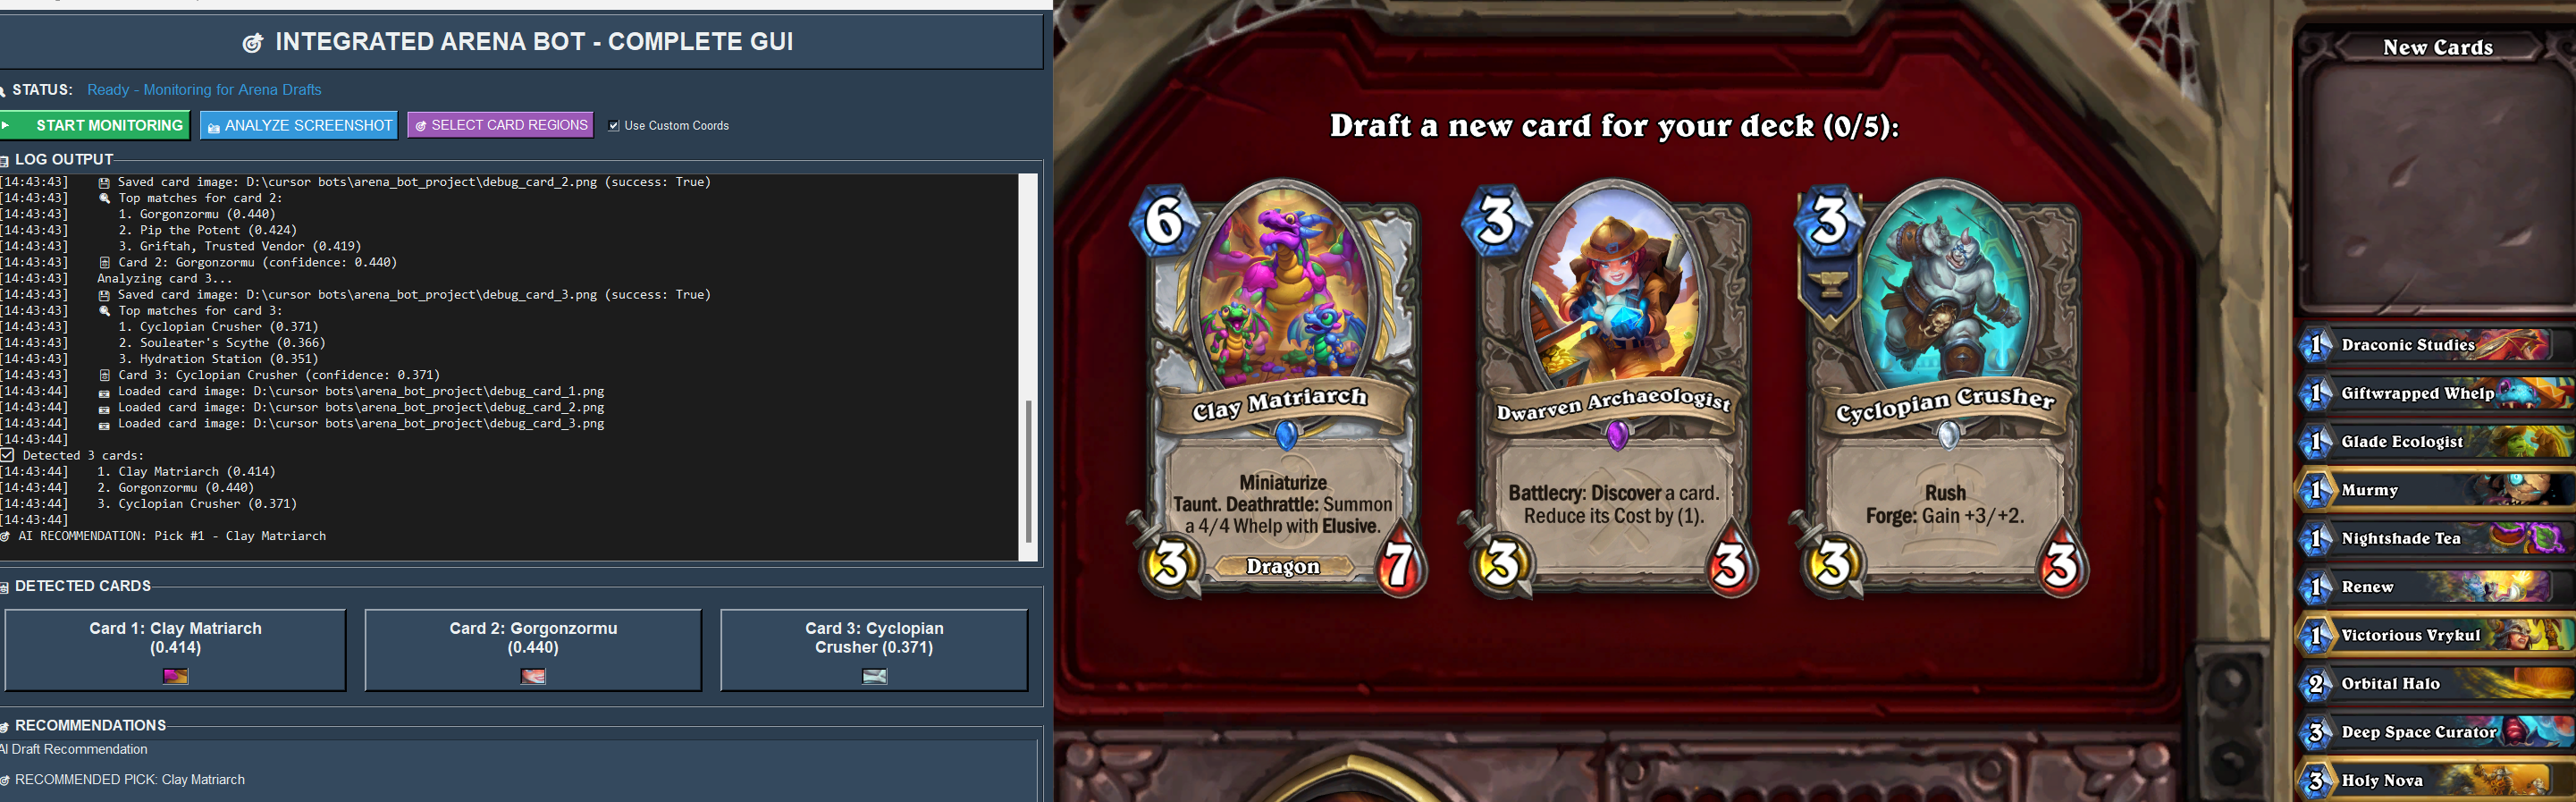 INTEGRATED ARENA BOT - COMPLETE GUI
STATUS: Ready - Monitoring for Arena Drafts
START MONITORING
ANALYZE SCREENSHOT
SELECT CARD REGIONS
Use Custom Coords
LOG OUTPUT
[14:43:43] Saved card image: D:\cursor bots\arena_bot_project\debug_card_2.png (success: True)
[14:43:43] Top matches for card 2:
[14:43:43] 1. Gorgonzormu (0.440)
[14:43:43] 2. Pip the Potent (0.424)
[14:43:43] 3. Griftah, Trusted Vendor (0.419)
[14:43:43] Card 2: Gorgonzormu (confidence: 0.440)
[14:43:43] Analyzing card 3...
[14:43:43] Saved card image: D:\cursor bots\arena_bot_project\debug_card_3.png (success: True)
[14:43:43] Top matches for card 3:
[14:43:43] 1. Cyclopian Crusher (0.371)
[14:43:43] 2. Souleater's Scythe (0.366)
[14:43:43] 3. Hydration Station (0.351)
[14:43:43] Card 3: Cyclopian Crusher (confidence: 0.371)
[14:43:44] Loaded card image: D:\cursor bots\arena_bot_project\debug_card_1.png
[14:43:44] Loaded card image: D:\cursor bots\arena_bot_project\debug_card_2.png
[14:43:44] Loaded card image: D:\cursor bots\arena_bot_project\debug_card_3.png
[14:43:44]
Detected 3 cards:
[14:43:44] 1. Clay Matriarch (0.414)
[14:43:44] 2. Gorgonzormu (0.440)
[14:43:44] 3. Cyclopian Crusher (0.371)
[14:43:44]
AI RECOMMENDATION: Pick #1 - Clay Matriarch
DETECTED CARDS
Card 1: Clay Matriarch
(0.414)
Card 2: Gorgonzormu
(0.440)
Card 3: Cyclopian
Crusher (0.371)
RECOMMENDATIONS
AI Draft Recommendation
RECOMMENDED PICK: Clay Matriarch
Draft a new card for your deck (0/5):
6
Clay Matriarch
Miniaturize
Taunt. Deathrattle: Summon
a 4/4 Whelp with Elusive.
3
Dragon
7
3
Dwarven Archaeologist
Battlecry: Discover a card.
Reduce its Cost by (1).
3
3
3
Cyclopian Crusher
Rush
Forge: Gain +3/+2.
3
3
New Cards
1 Draconic Studies
1 Giftwrapped Whelp
1 Glade Ecologist
1 Murmy
1 Nightshade Tea
1 Renew
1 Victorious Vrykul
2 Orbital Halo
3 Deep Space Curator
3 Holy Nova